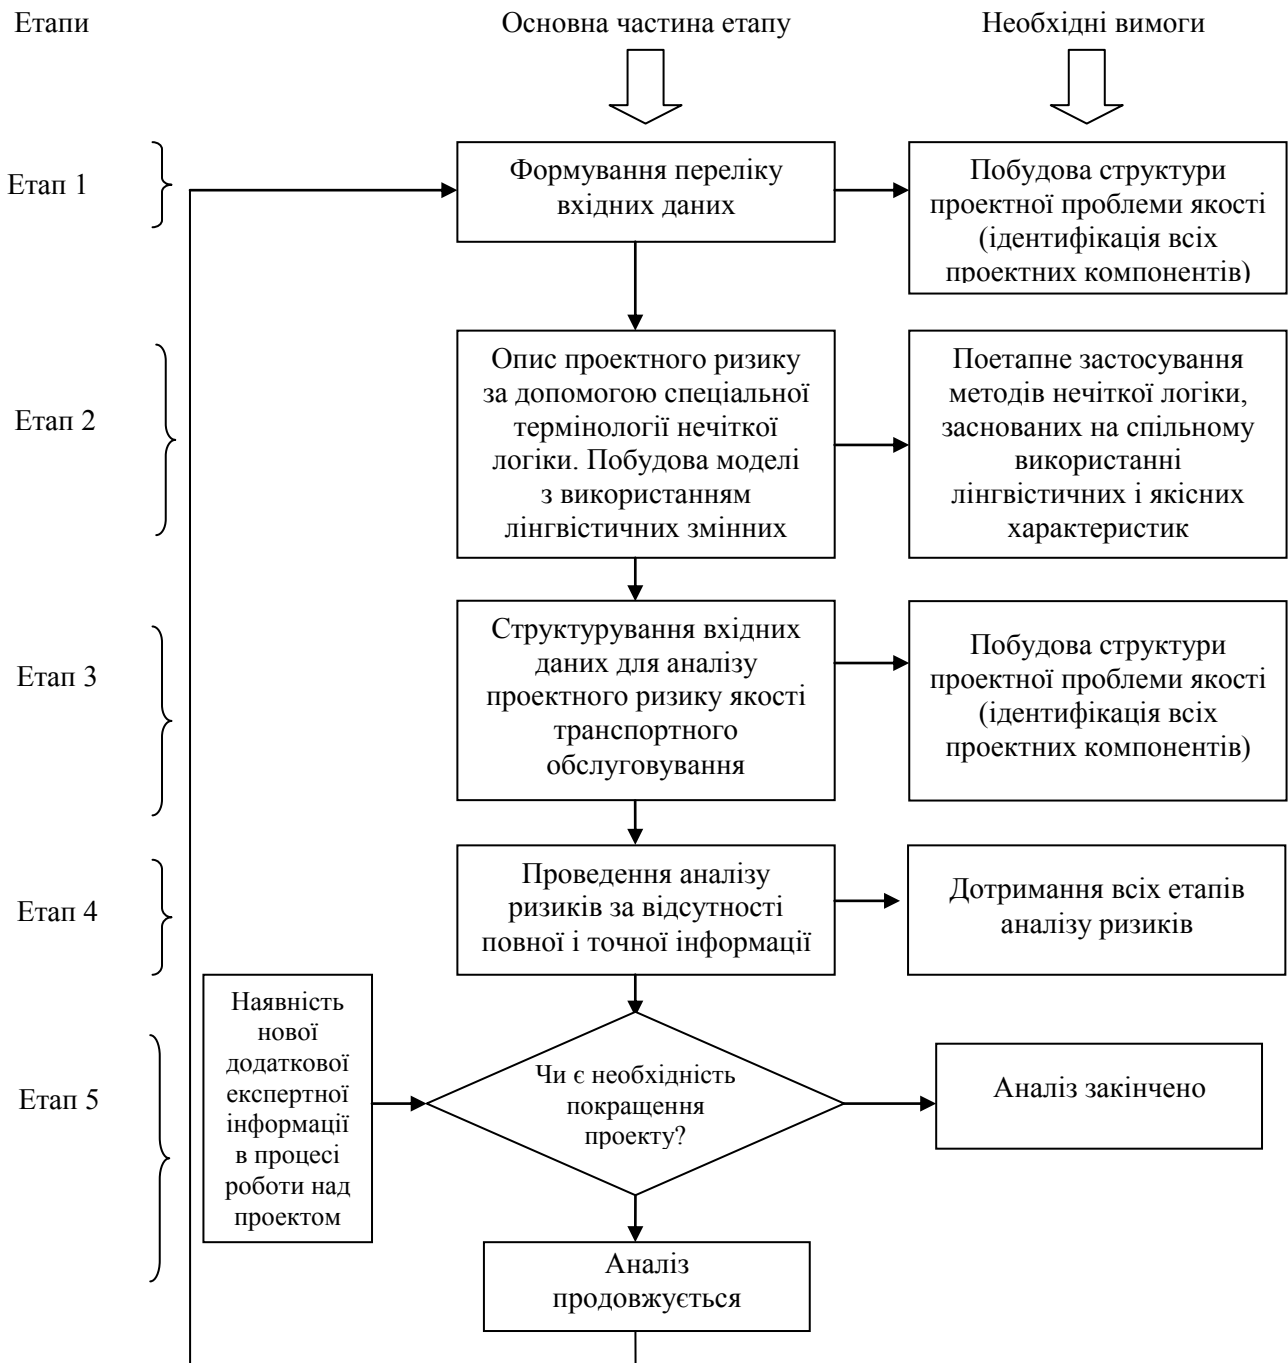 Етапи
Основна частина етапу
Необхідні вимоги
Етап 1
Формування переліку
вхідних даних
Побудова структури
проектної проблеми якості
(ідентифікація всіх
проектних компонентів)
Етап 2
Опис проектного ризику
за допомогою спеціальної
термінології нечіткої
логіки. Побудова моделі
з використанням
лінгвістичних змінних
Поетапне застосування
методів нечіткої логіки,
заснованих на спільному
використанні
лінгвістичних і якісних
характеристик
Етап 3
Структурування вхідних
даних для аналізу
проектного ризику якості
транспортного
обслуговування
Побудова структури
проектної проблеми якості
(ідентифікація всіх
проектних компонентів)
Етап 4
Проведення аналізу
ризиків за відсутності
повної і точної інформації
Дотримання всіх етапів
аналізу ризиків
Етап 5
Наявність
нової
додаткової
експертної
інформації
в процесі
роботи над
проектом
Чи є необхідність
покращення
проекту?
Аналіз закінчено
Аналіз
продовжується